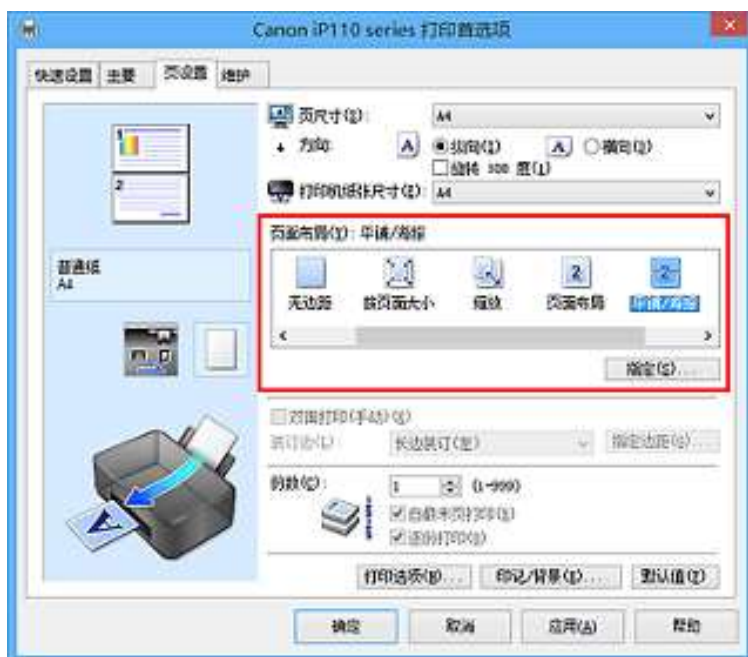 Canon iP110 series 打印首选项
快速设置 主要 页设置 维护
页尺寸(Z): A4
方向: A 纵向(I) A 横向(Q)
旋转 180 度(L)
打印机纸张尺寸(E): A4
页面布局(Y): 平铺/海报
1
2
普通纸
A4
无边距 按页面大小 缩放 页面布局 平铺/海报
指定(S)...
双面打印(手动)(X)
装订边(L): 长边装订(左) 指定边距(G)...
份数(C): 1 (1-999)
自最末页打印(B)
逐份打印(O)
打印选项(N)... 印记/背景(P)... 默认值(T)
确定 取消 应用(A) 帮助